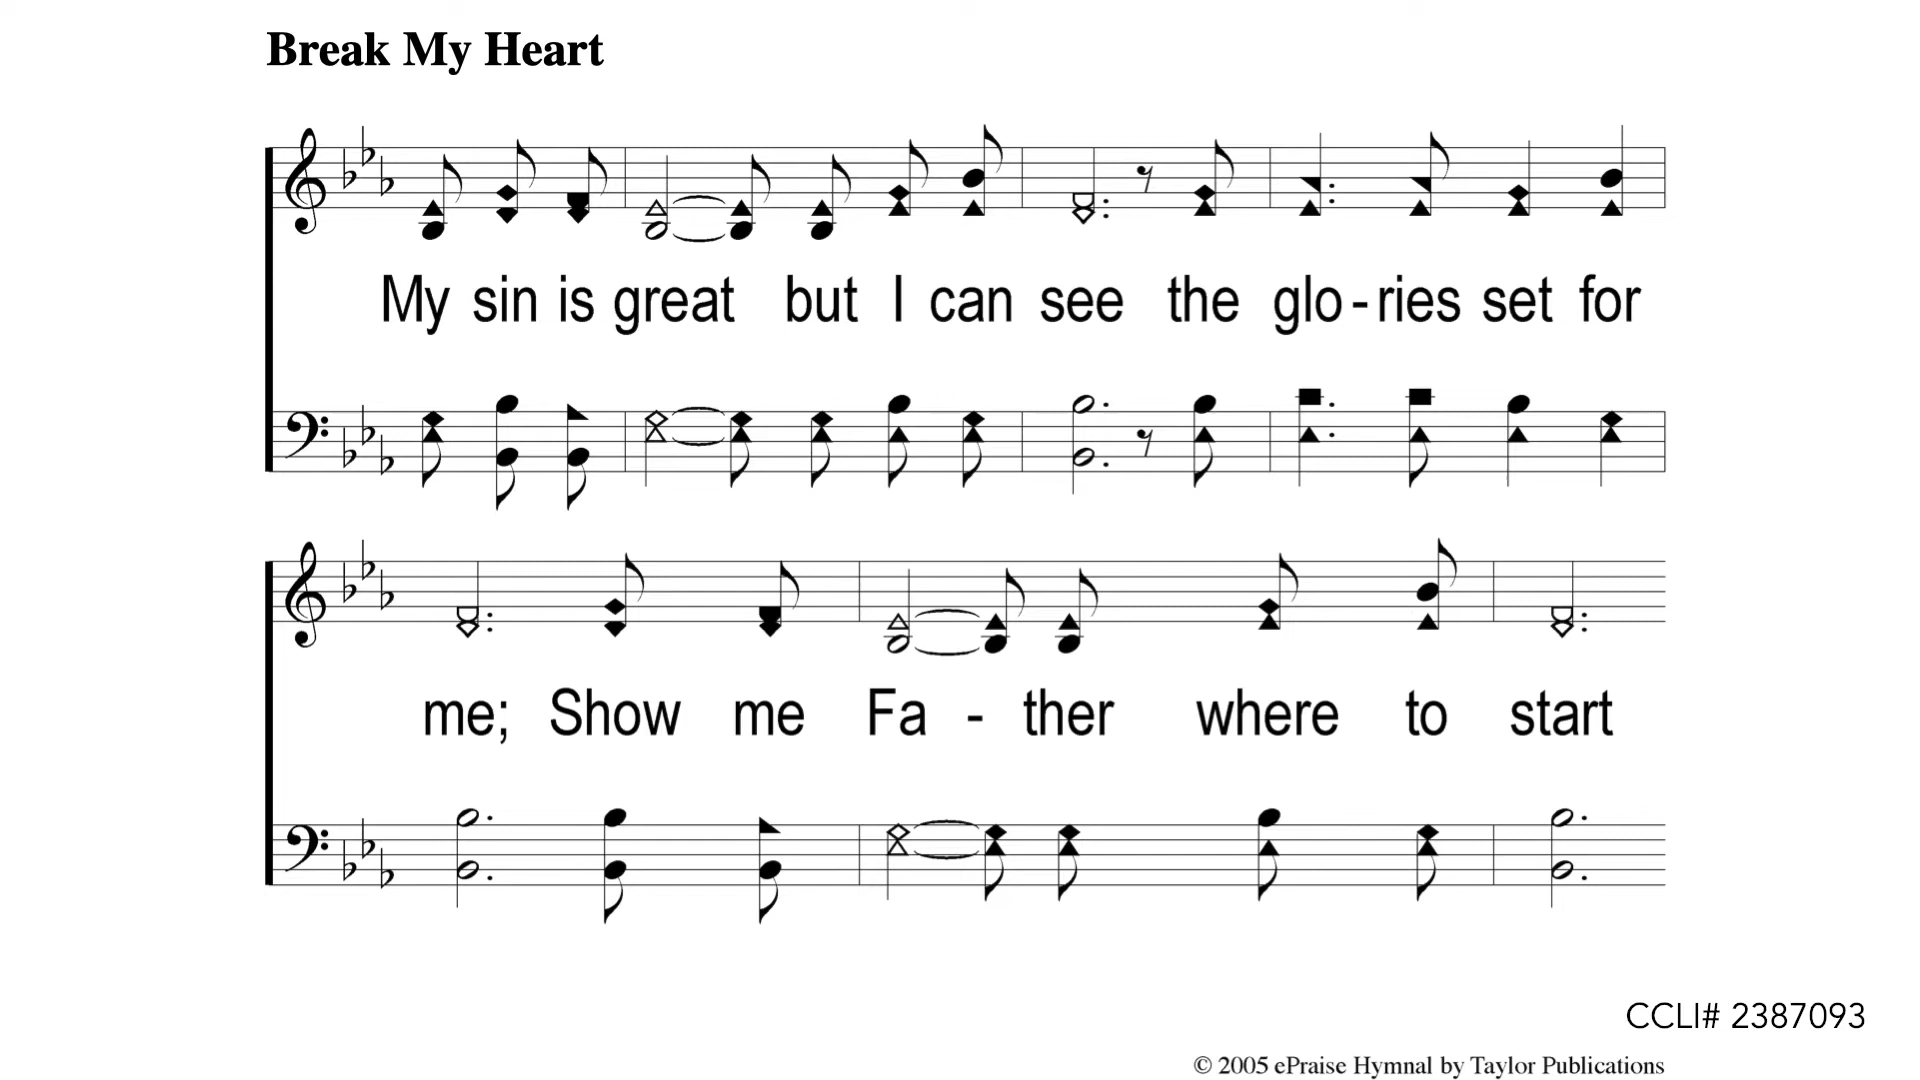 Break My Heart
My sin is great but I can see the glo - ries set for
me; Show me Fa - ther where to start
CCLI# 2387093
© 2005 ePraise Hymnal by Taylor Publications